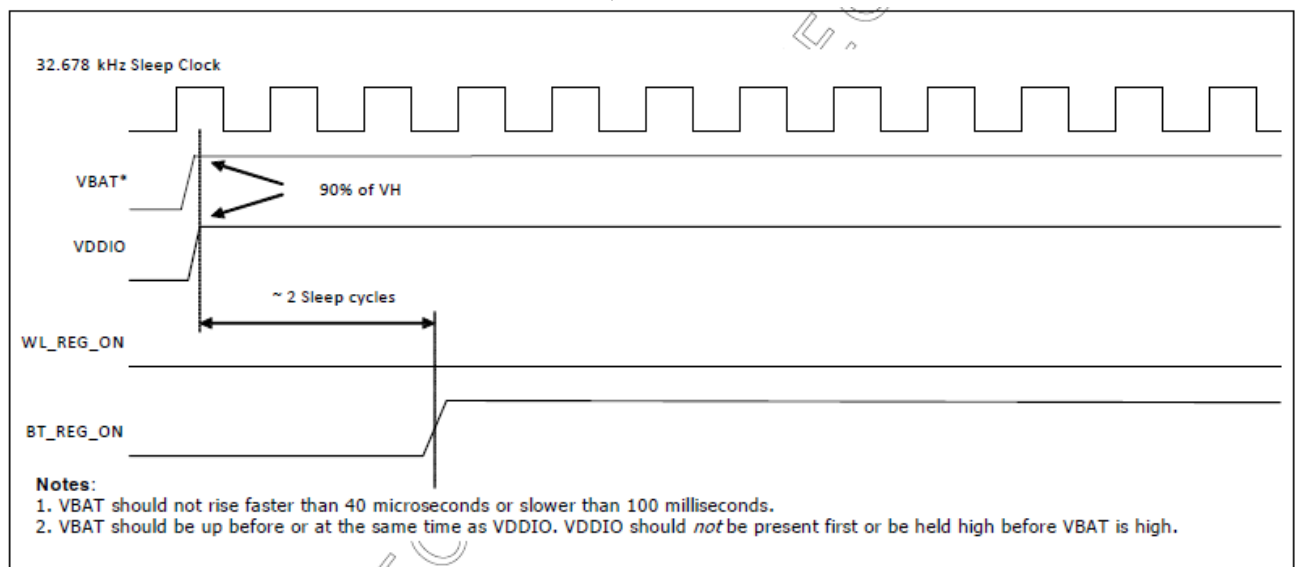 32.678 kHz Sleep Clock
VBAT*
90% of VH
VDDIO
~ 2 Sleep cycles
WL_REG_ON
BT_REG_ON
Notes:
1. VBAT should not rise faster than 40 microseconds or slower than 100 milliseconds.
2. VBAT should be up before or at the same time as VDDIO. VDDIO should not be present first or be held high before VBAT is high.